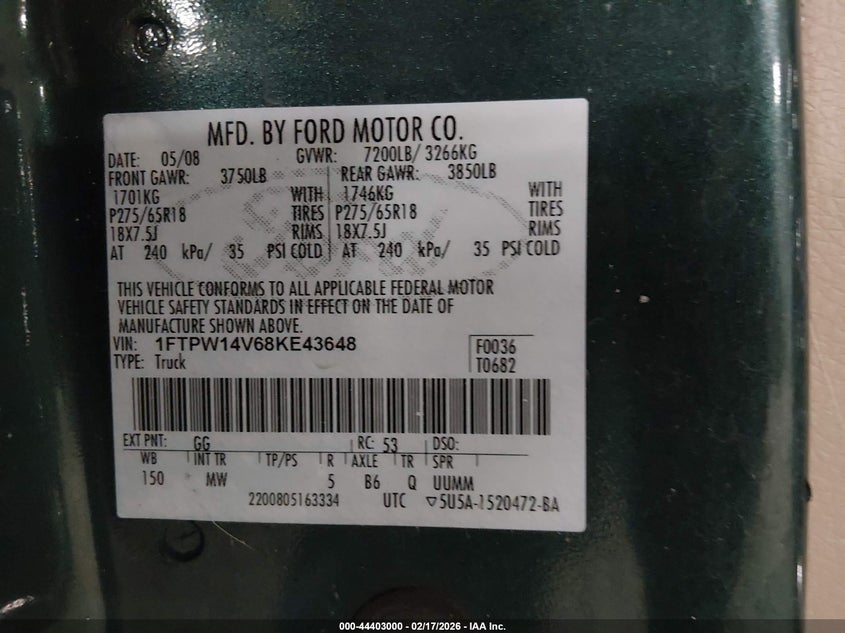 MFD. BY FORD MOTOR CO.
DATE: 05/08 GVWR: 7200LB/ 3266KG
FRONT GAWR: 3750LB REAR GAWR: 3850LB
1701KG WITH 1746KG WITH
P275/65R18 TIRES P275/65R18 TIRES
18X7.5J RIMS 18X7.5J RIMS
AT 240 kPa/ 35 PSI COLD AT 240 kPa/ 35 PSI COLD
THIS VEHICLE CONFORMS TO ALL APPLICABLE FEDERAL MOTOR
VEHICLE SAFETY STANDARDS IN EFFECT ON THE DATE OF
MANUFACTURE SHOWN ABOVE.
VIN: 1FTPW14V68KE43648 F0036
TYPE: Truck T0682
EXT PNT: GG RC: 53 DSO:
WB INT TR TP/PS R AXLE TR SPR
150 MW 5 B6 Q UUMM
2200805163334 UTC ▽5U5A-1520472-BA
000-44403000 - 02/17/2026 - IAA Inc.